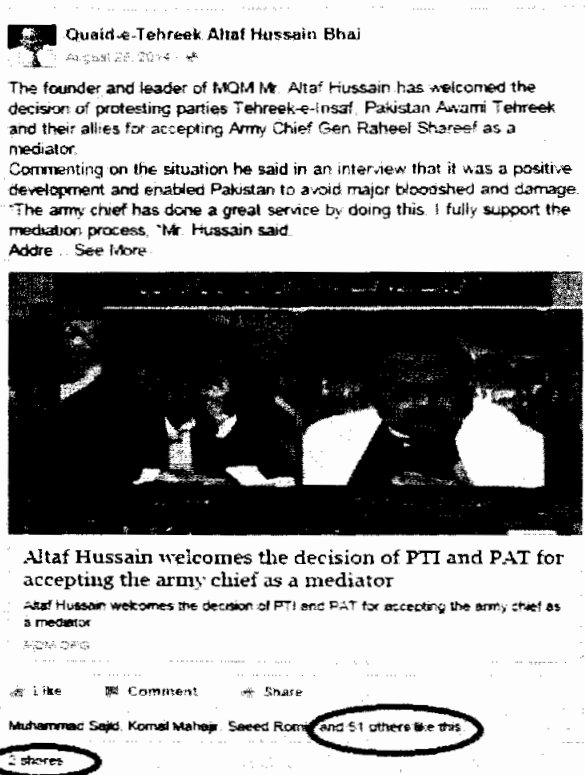 Quaid-e-Tehreek Altaf Hussain Bhai
August 28, 2014
The founder and leader of MQM Mr. Altaf Hussain has welcomed the
decision of protesting parties Tehreek-e-Insaf, Pakistan Awami Tehreek
and their allies for accepting Army Chief Gen Raheel Shareef as a
mediator.
Commenting on the situation he said in an interview that it was a positive
development and enabled Pakistan to avoid major bloodshed and damage.
"The army chief has done a great service by doing this. I fully support the
mediation process, "Mr. Hussain said.
Addre... See More
Altaf Hussain welcomes the decision of PTI and PAT for
accepting the army chief as a mediator
Altaf Hussain welcomes the decision of PTI and PAT for accepting the army chief as
a mediator
MQM.ORG
Like Comment Share
Muhammad Sajid, Komal Mahajir, Saeed Romi and 51 others like this.
2 shares